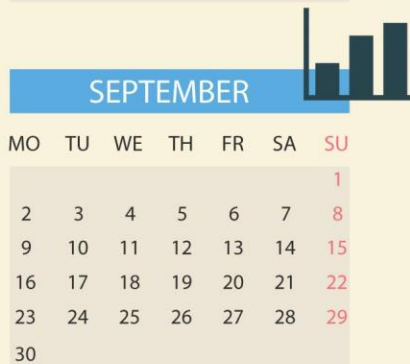 SEPTEMBER
MO TU WE TH FR SA SU
1
2 3 4 5 6 7 8
9 10 11 12 13 14 15
16 17 18 19 20 21 22
23 24 25 26 27 28 29
30